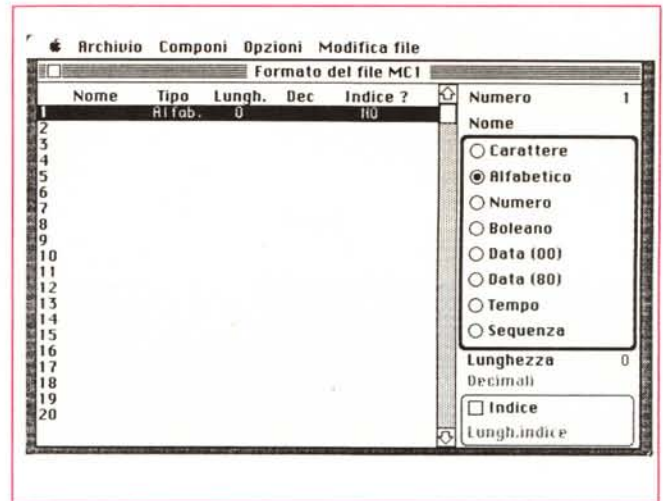 Archivio Componi Opzioni Modifica file
Formato del file MC1
Nome Tipo Lungh. Dec Indice ?
1 Alfab. 0 NO
2
3
4
5
6
7
8
9
10
11
12
13
14
15
16
17
18
19
20
Numero 1
Nome
Carattere
Alfabetico
Numero
Boleano
Data (00)
Data (80)
Tempo
Sequenza
Lunghezza 0
Decimali
Indice
Lungh.indice